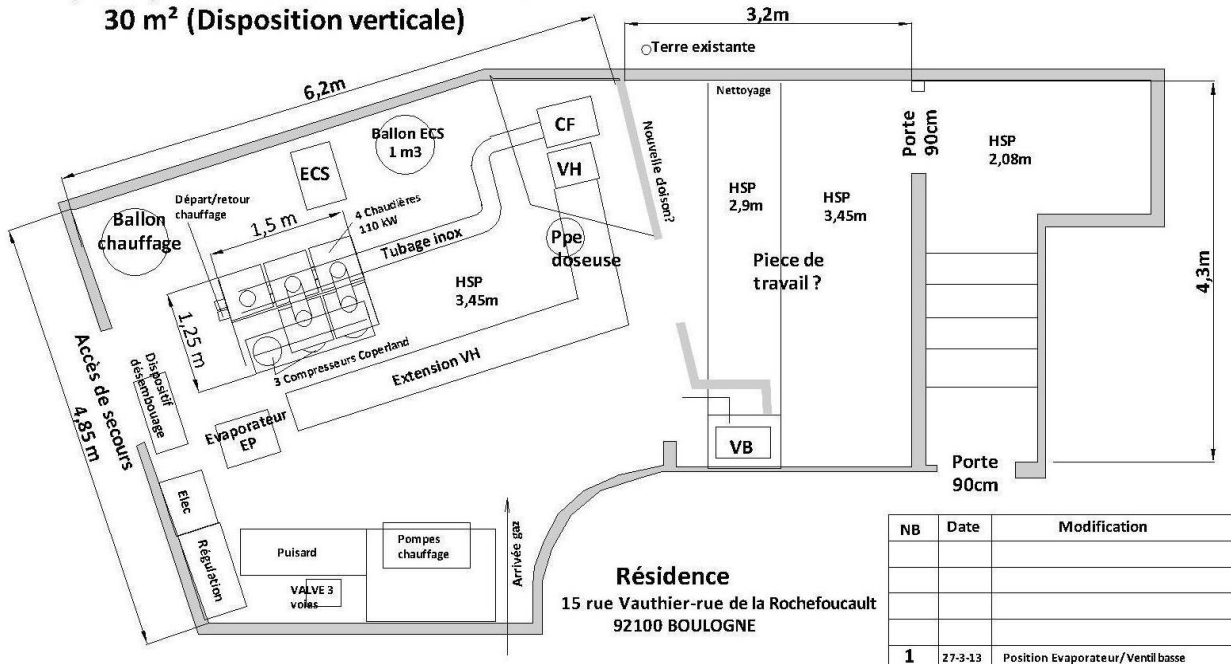 30 m² (Disposition verticale)
3,2m
Terre existante
6,2m
Nettoyage
CF
Ballon ECS
1 m3
ECS
VH
Nouvelle cloison?
Porte
90cm
HSP
2,08m
HSP
2,9m
HSP
3,45m
Départ/retour
chauffage
Ballon
chauffage
1,5 m
4 Chaudières
110 kW
Tubage inox
Ppe
doseuse
HSP
3,45m
Piece de
travail ?
4,3m
1,25 m
3 Compresseurs Coperland
Extension VH
Accès de secours
4,85 m
Dispositif
désembouage
Evaporateur
EP
VB
Porte
90cm
Elec
Régulation
Puisard
Pompes
chauffage
VALVE 3
voies
Arrivée gaz
Résidence
15 rue Vauthier-rue de la Rochefoucault
92100 BOULOGNE
NB Date Modification
1 27-3-13 Position Evaporateur/Ventil basse